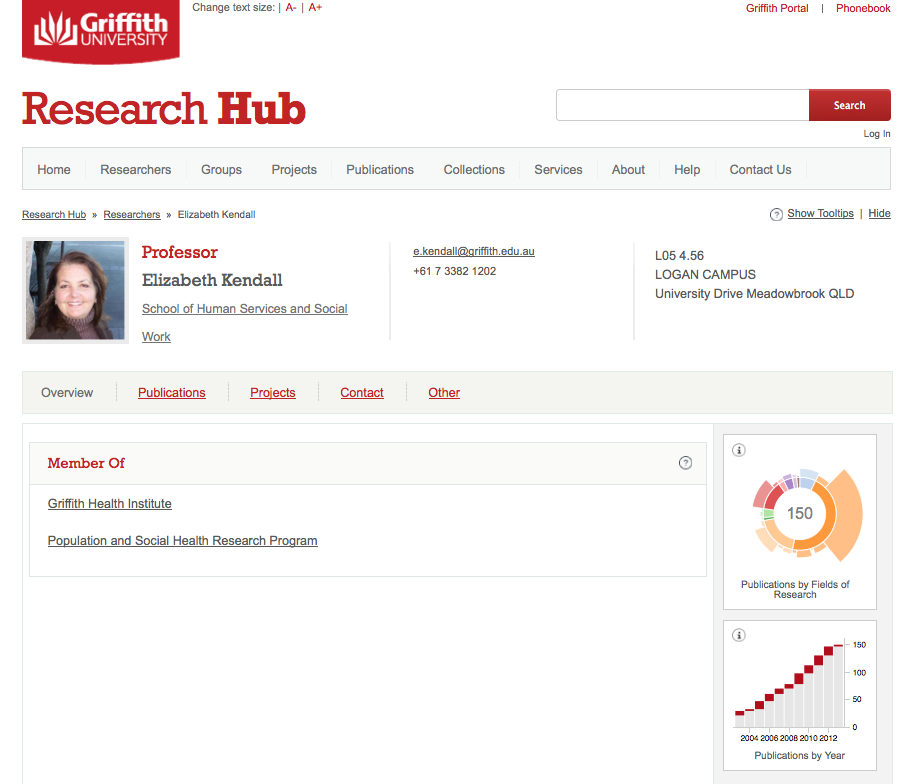 Griffith
UNIVERSITY
Change text size: | A- | A+
Griffith Portal | Phonebook
Research Hub
Search
Log In
Home Researchers Groups Projects Publications Collections Services About Help Contact Us
Research Hub » Researchers » Elizabeth Kendall
? Show Tooltips | Hide
Professor
Elizabeth Kendall
School of Human Services and Social
Work
e.kendall@griffith.edu.au
+61 7 3382 1202
L05 4.56
LOGAN CAMPUS
University Drive Meadowbrook QLD
Overview Publications Projects Contact Other
Member Of
?
Griffith Health Institute
Population and Social Health Research Program
i
150
Publications by Fields of
Research
i
150
100
50
0
2004 2006 2008 2010 2012
Publications by Year